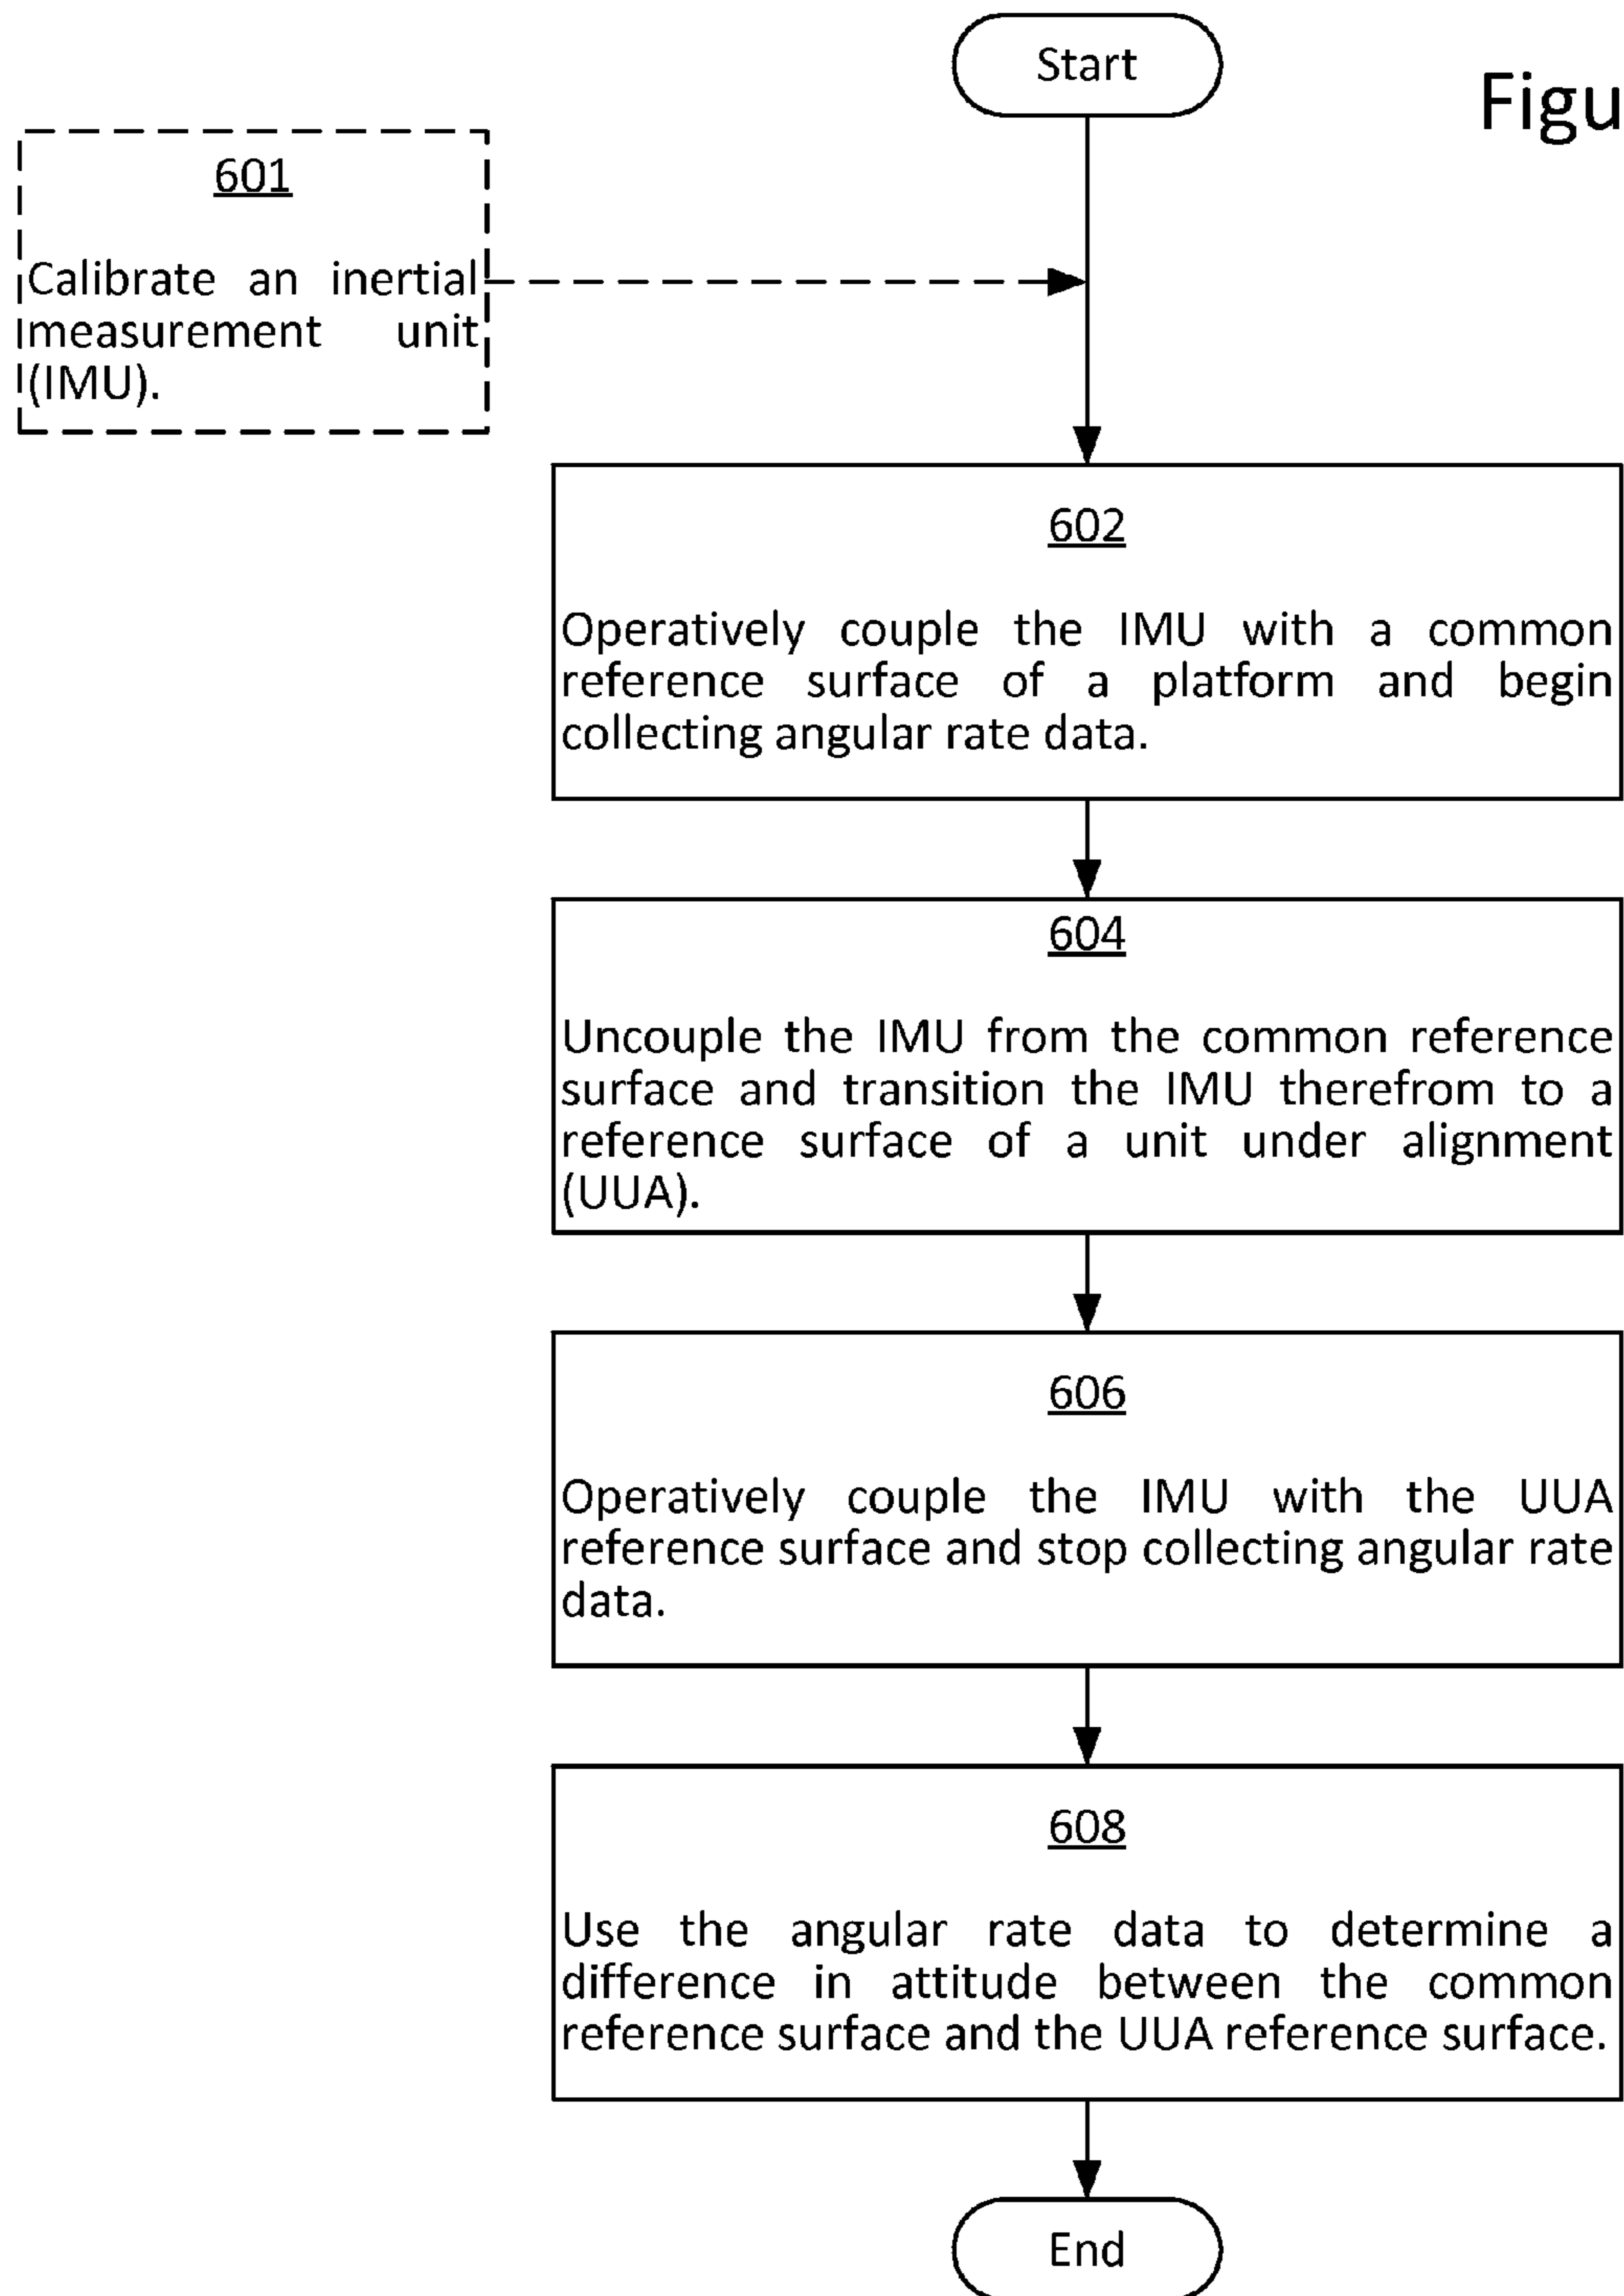 Start
Figu
601
Calibrate an inertial
measurement unit
(IMU).
602
Operatively couple the IMU with a common
reference surface of a platform and begin
collecting angular rate data.
604
Uncouple the IMU from the common reference
surface and transition the IMU therefrom to a
reference surface of a unit under alignment
(UUA).
606
Operatively couple the IMU with the UUA
reference surface and stop collecting angular rate
data.
608
Use the angular rate data to determine a
difference in attitude between the common
reference surface and the UUA reference surface.
End